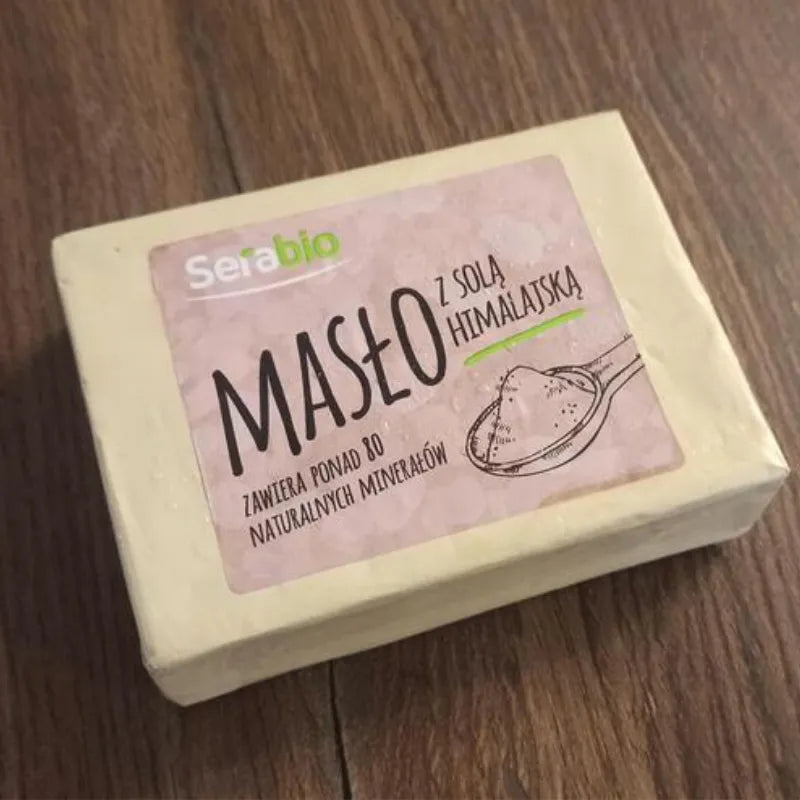 Serabio
MASŁO
Z SOLĄ
HIMALAJSKĄ
ZAWIERA PONAD 80
NATURALNYCH MINERAŁÓW